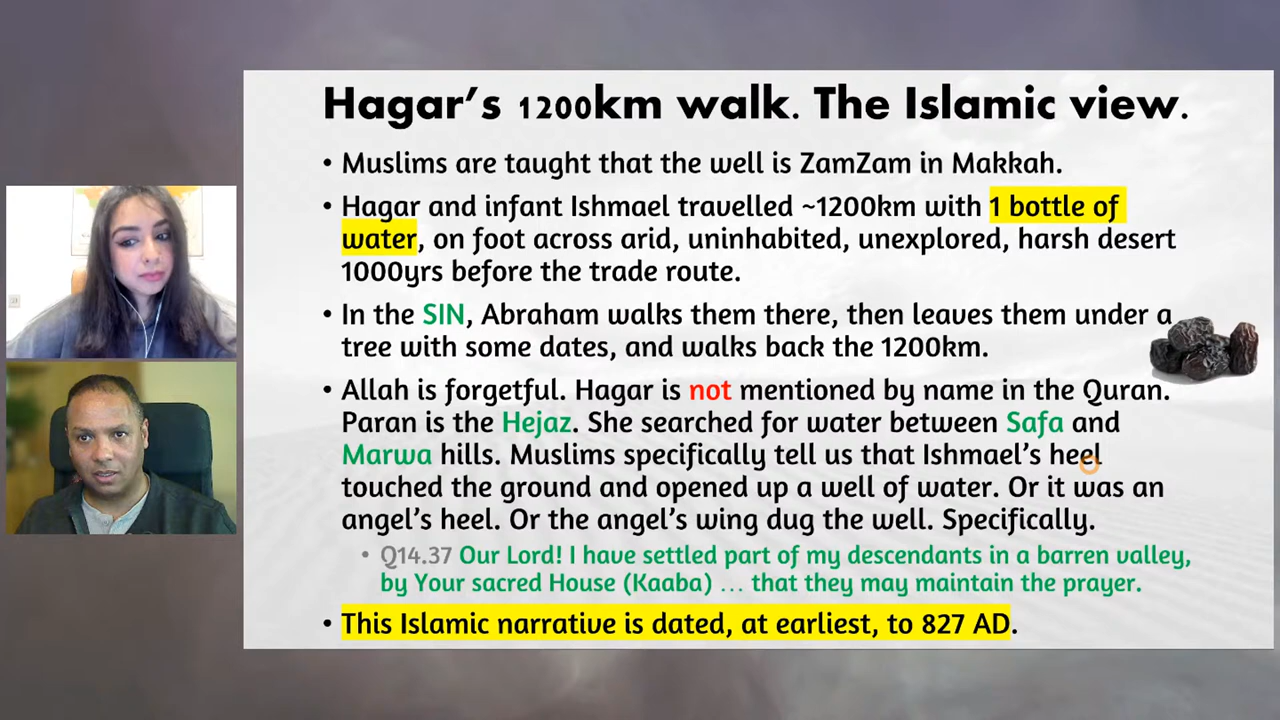 Hagar's 1200km walk. The Islamic view.
• Muslims are taught that the well is ZamZam in Makkah.
• Hagar and infant Ishmael travelled ~1200km with 1 bottle of
water, on foot across arid, uninhabited, unexplored, harsh desert
1000yrs before the trade route.
• In the SIN, Abraham walks them there, then leaves them under a
tree with some dates, and walks back the 1200km.
• Allah is forgetful. Hagar is not mentioned by name in the Quran.
Paran is the Hejaz. She searched for water between Safa and
Marwa hills. Muslims specifically tell us that Ishmael's heel
touched the ground and opened up a well of water. Or it was an
angel's heel. Or the angel's wing dug the well. Specifically.
• Q14.37 Our Lord! I have settled part of my descendants in a barren valley,
by Your sacred House (Kaaba) … that they may maintain the prayer.
• This Islamic narrative is dated, at earliest, to 827 AD.